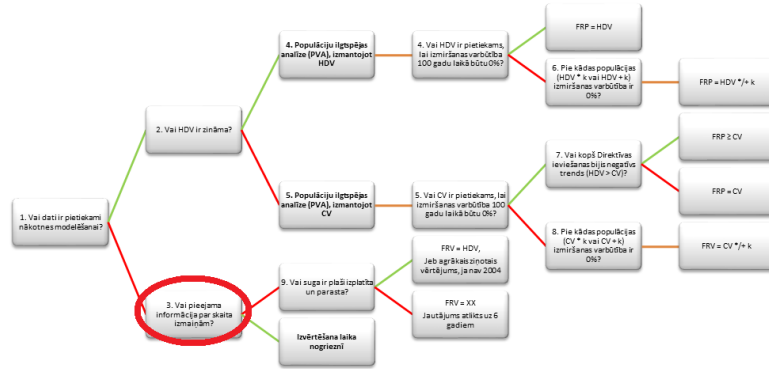 1. Vai dati ir pietiekami
nākotnes modelēšanai?
2. Vai HDV ir zināma?
3. Vai pieejama
informācija par skaita
izmaiņām?
4. Populāciju ilgtspējas
analīze (PVA), izmantojot
HDV
5. Populāciju ilgtspējas
analīze (PVA), izmantojot
CV
9. Vai suga ir plaši izplatīta
un parasta?
Izvērtēšana laika
nogrieznī
4. Vai HDV ir pietiekams,
lai izmiršanas varbūtība
100 gadu laikā būtu 0%?
5. Vai CV ir pietiekams, lai
izmiršanas varbūtība 100
gadu laikā būtu 0%?
FRV = HDV,
Jeb agrākais ziņotais
vērtējums, ja nav 2004
FRV = XX
Jautājums atlikts uz 6
gadiem
FRP = HDV
6. Pie kādas populācijas
(HDV * k vai HDV + k)
izmiršanas varbūtība ir
0%?
7. Vai kopš Direktīvas
ieviešanas bijis negatīvs
trends (HDV > CV)?
8. Pie kādas populācijas
(CV * k vai CV + k)
izmiršanas varbūtība ir
0%?
FRP = HDV */+ k
FRP ≥ CV
FRP = CV
FRV = CV */+ k